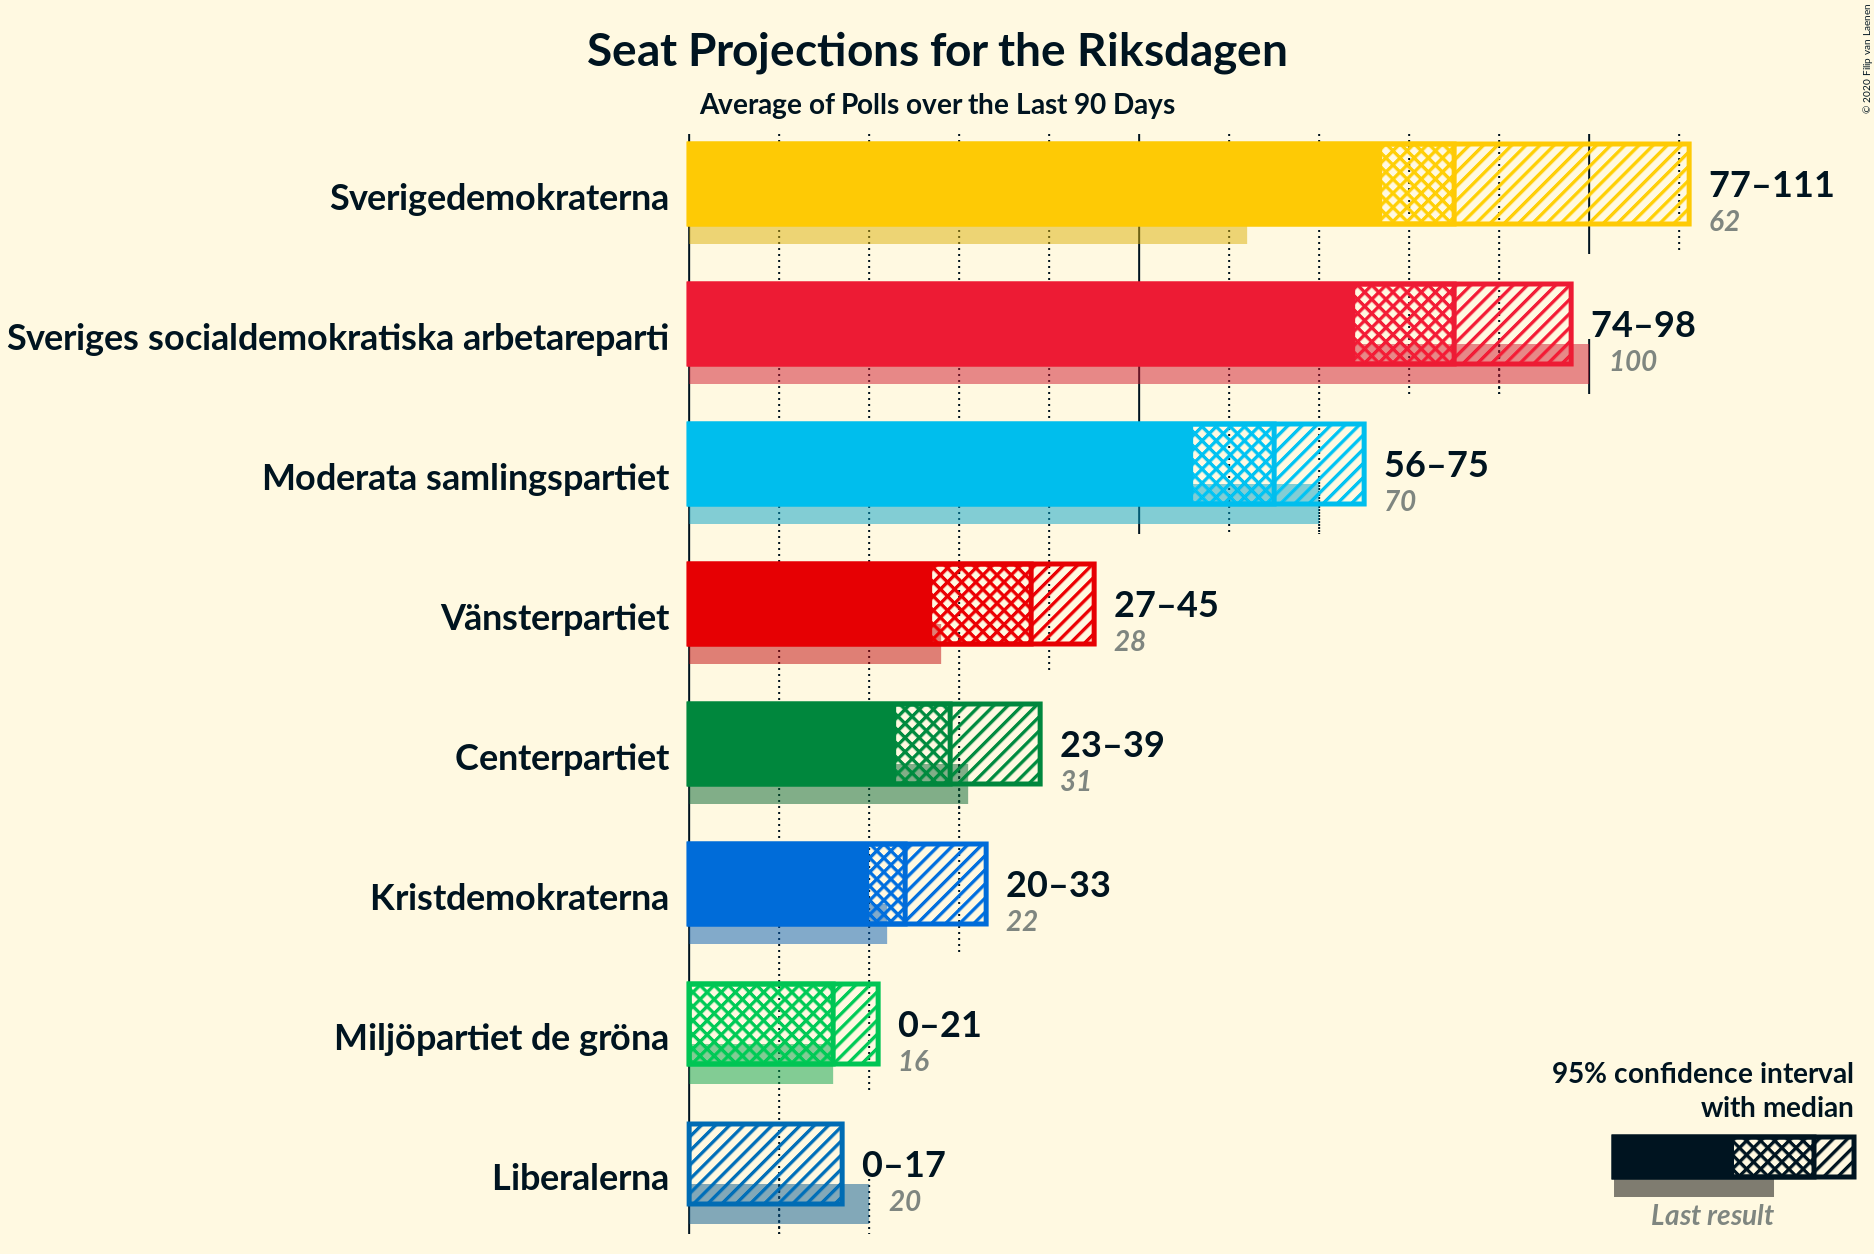 Seat Projections for the Riksdagen
Average of Polls over the Last 90 Days
© 2020 Filip van Laenen
Sverigedemokraterna
77–111
62
Sveriges socialdemokratiska arbetareparti
74–98
100
Moderata samlingspartiet
56–75
70
Vänsterpartiet
27–45
28
Centerpartiet
23–39
31
Kristdemokraterna
20–33
22
Miljöpartiet de gröna
0–21
16
Liberalerna
0–17
20
95% confidence interval
with median
Last result